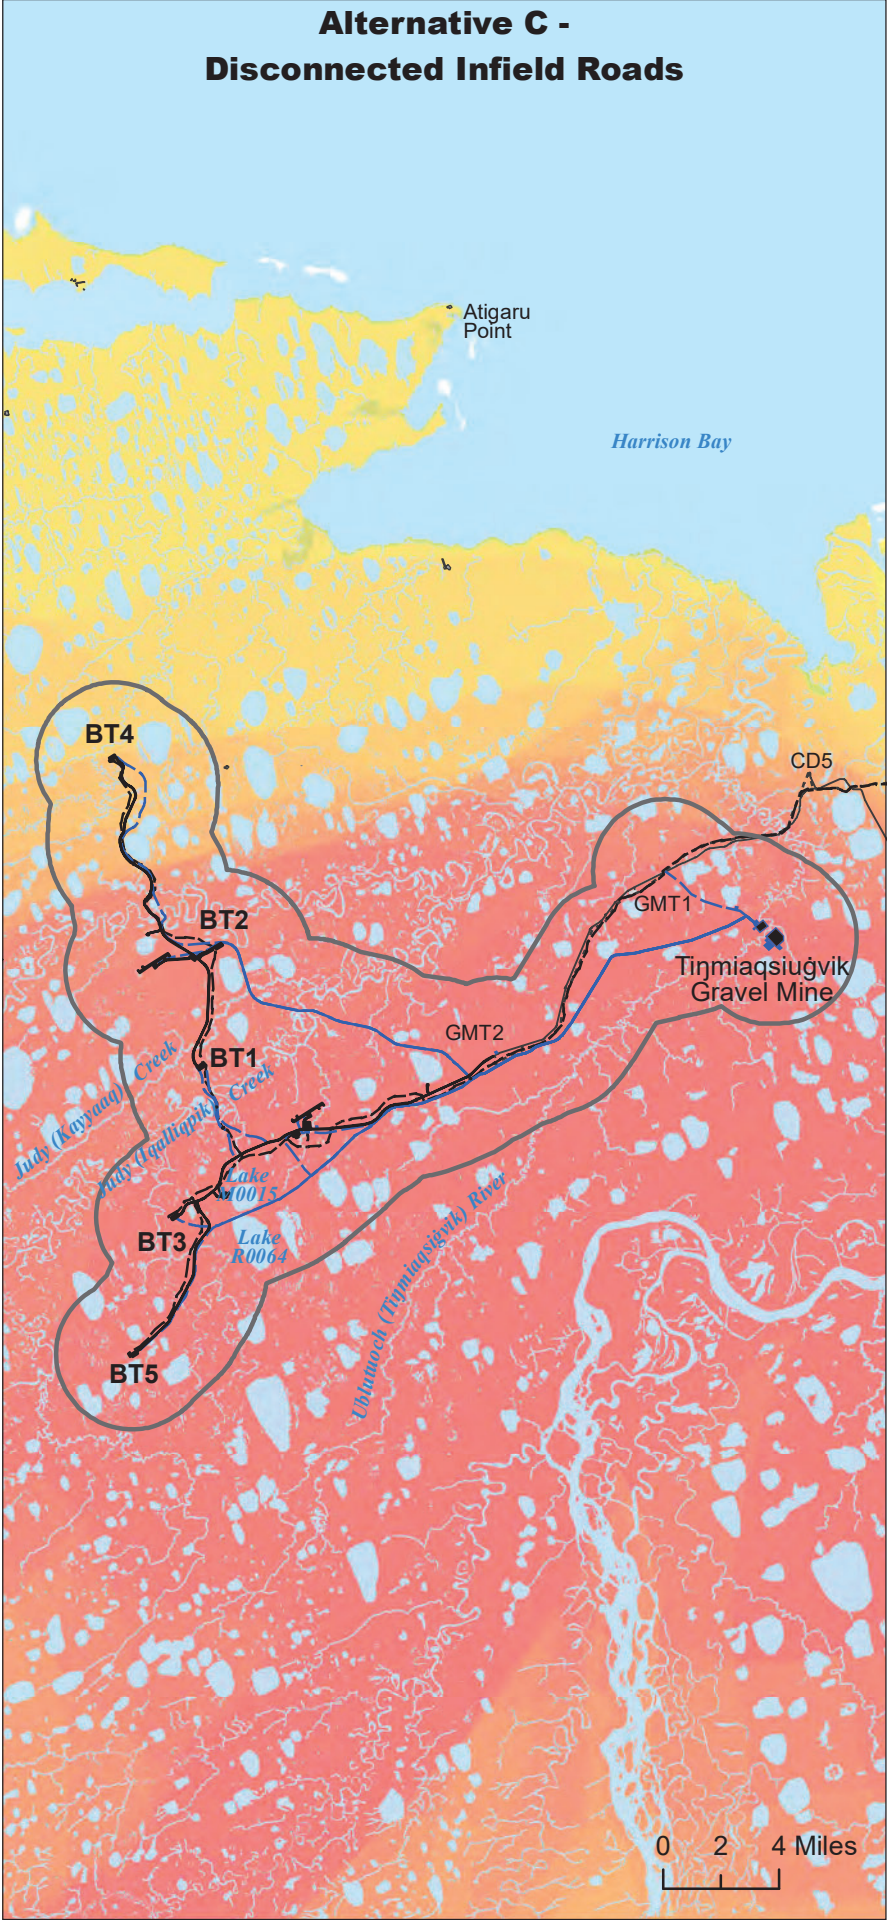 Alternative C -
Disconnected Infield Roads
Atigaru
Point
Harrison Bay
BT4
CD5
GMT1
BT2
Tiŋmiaqsiuġvik
Gravel Mine
GMT2
BT1
Judy (Kayyaaq) Creek
Judy (Iqalliqpik) Creek
Lake
M0015
Ublutuoch (Tiŋmiaqsiġvik) River
BT3
Lake
R0064
BT5
0 2 4 Miles